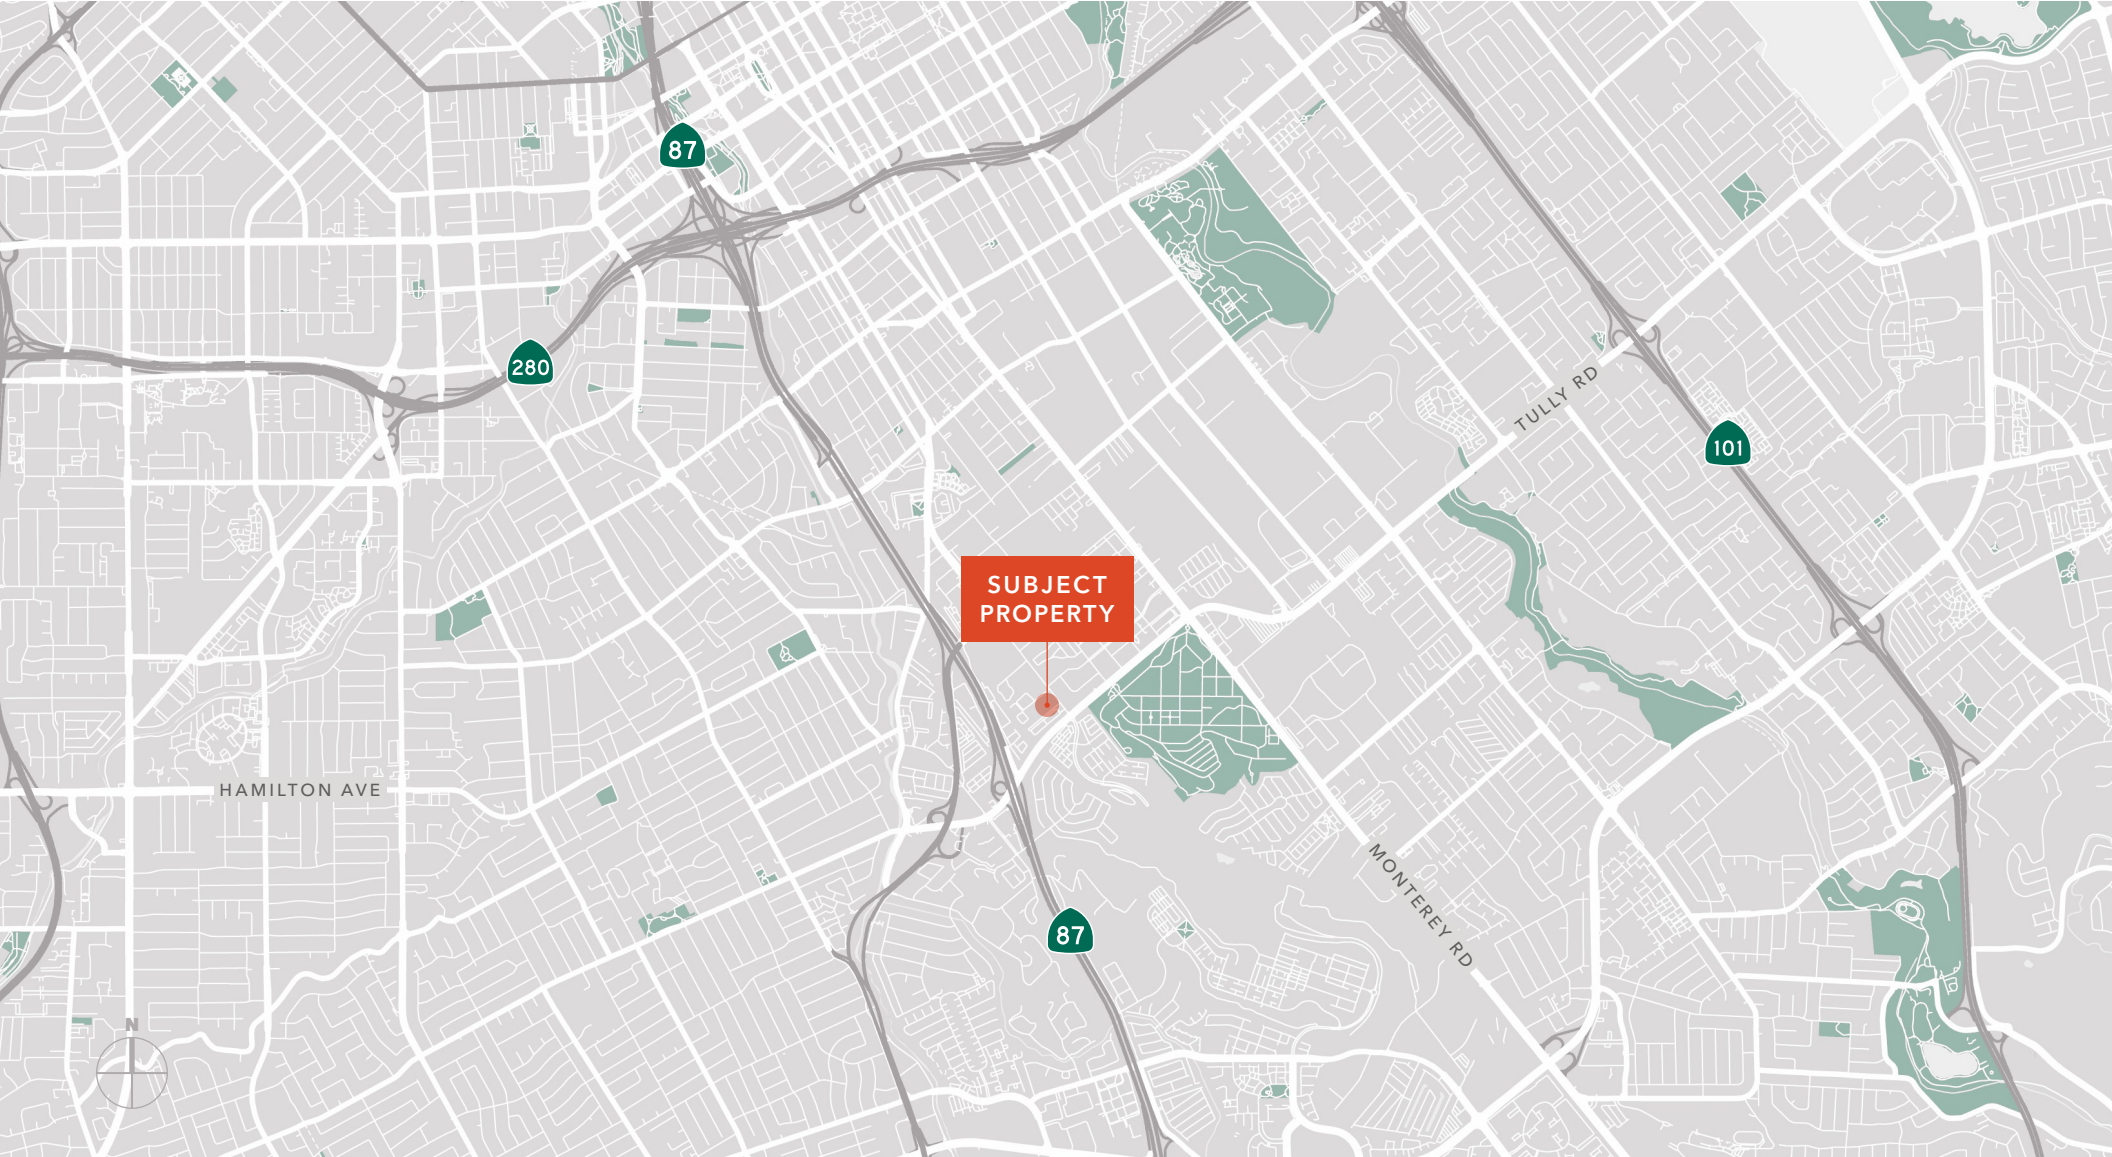 87
280
TULLY RD
101
SUBJECT
PROPERTY
HAMILTON AVE
MONTEREY RD
87
N